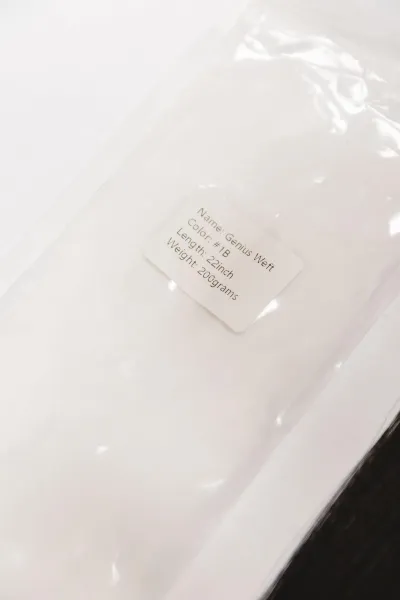 Name: Genius Weft
Color: #1B
Length: 22inch
Weight: 200grams